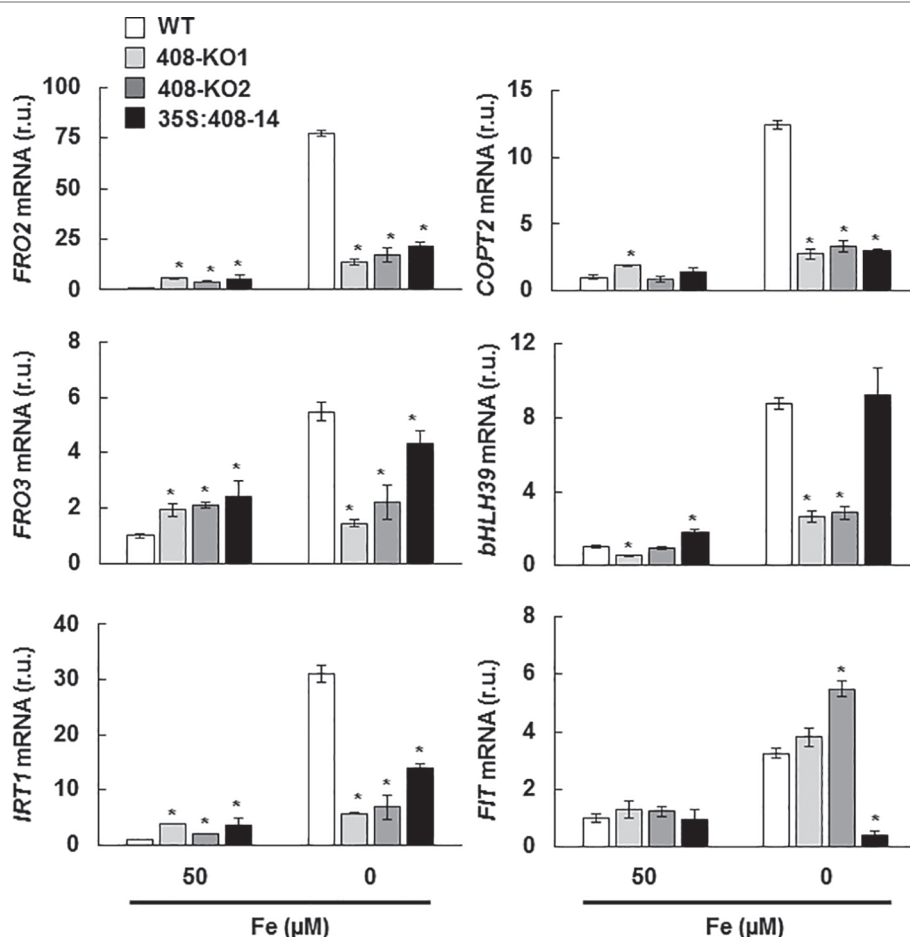 WT
408-KO1
408-KO2
35S:408-14
FRO2 mRNA (r.u.)
100
75
50
25
0
* * *
* * *
COPT2 mRNA (r.u.)
15
10
5
0
*
* * *
FRO3 mRNA (r.u.)
8
6
4
2
0
* * *
* * *
bHLH39 mRNA (r.u.)
12
8
4
0
* *
* *
IRT1 mRNA (r.u.)
40
30
20
10
0
* * *
* * *
50 0
Fe (µM)
FIT mRNA (r.u.)
8
6
4
2
0
* *
50 0
Fe (µM)